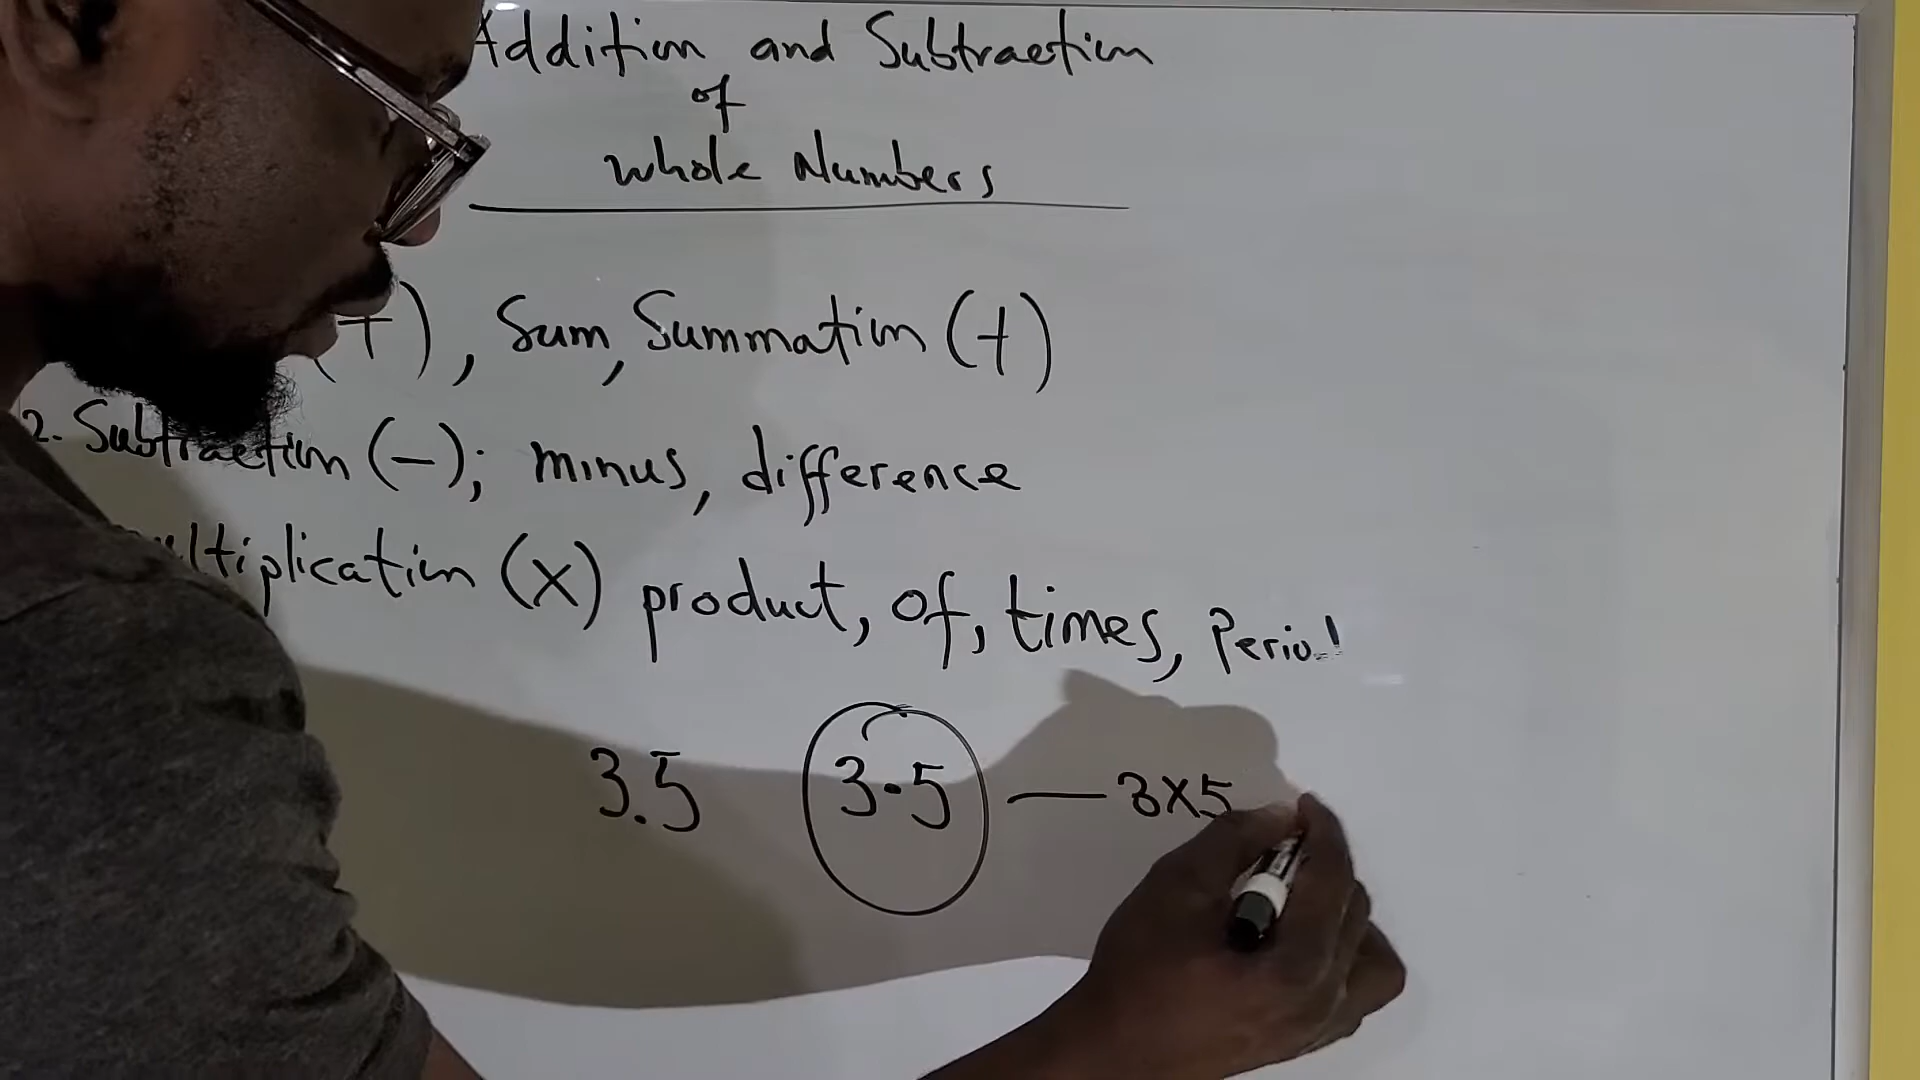 Addition and Subtraction
of
Whole Numbers
(+), Sum, Summation (+)
2. Subtraction (−); minus, difference
ultiplication (x) product, of, times, Period
3.5 3·5 — 3x5